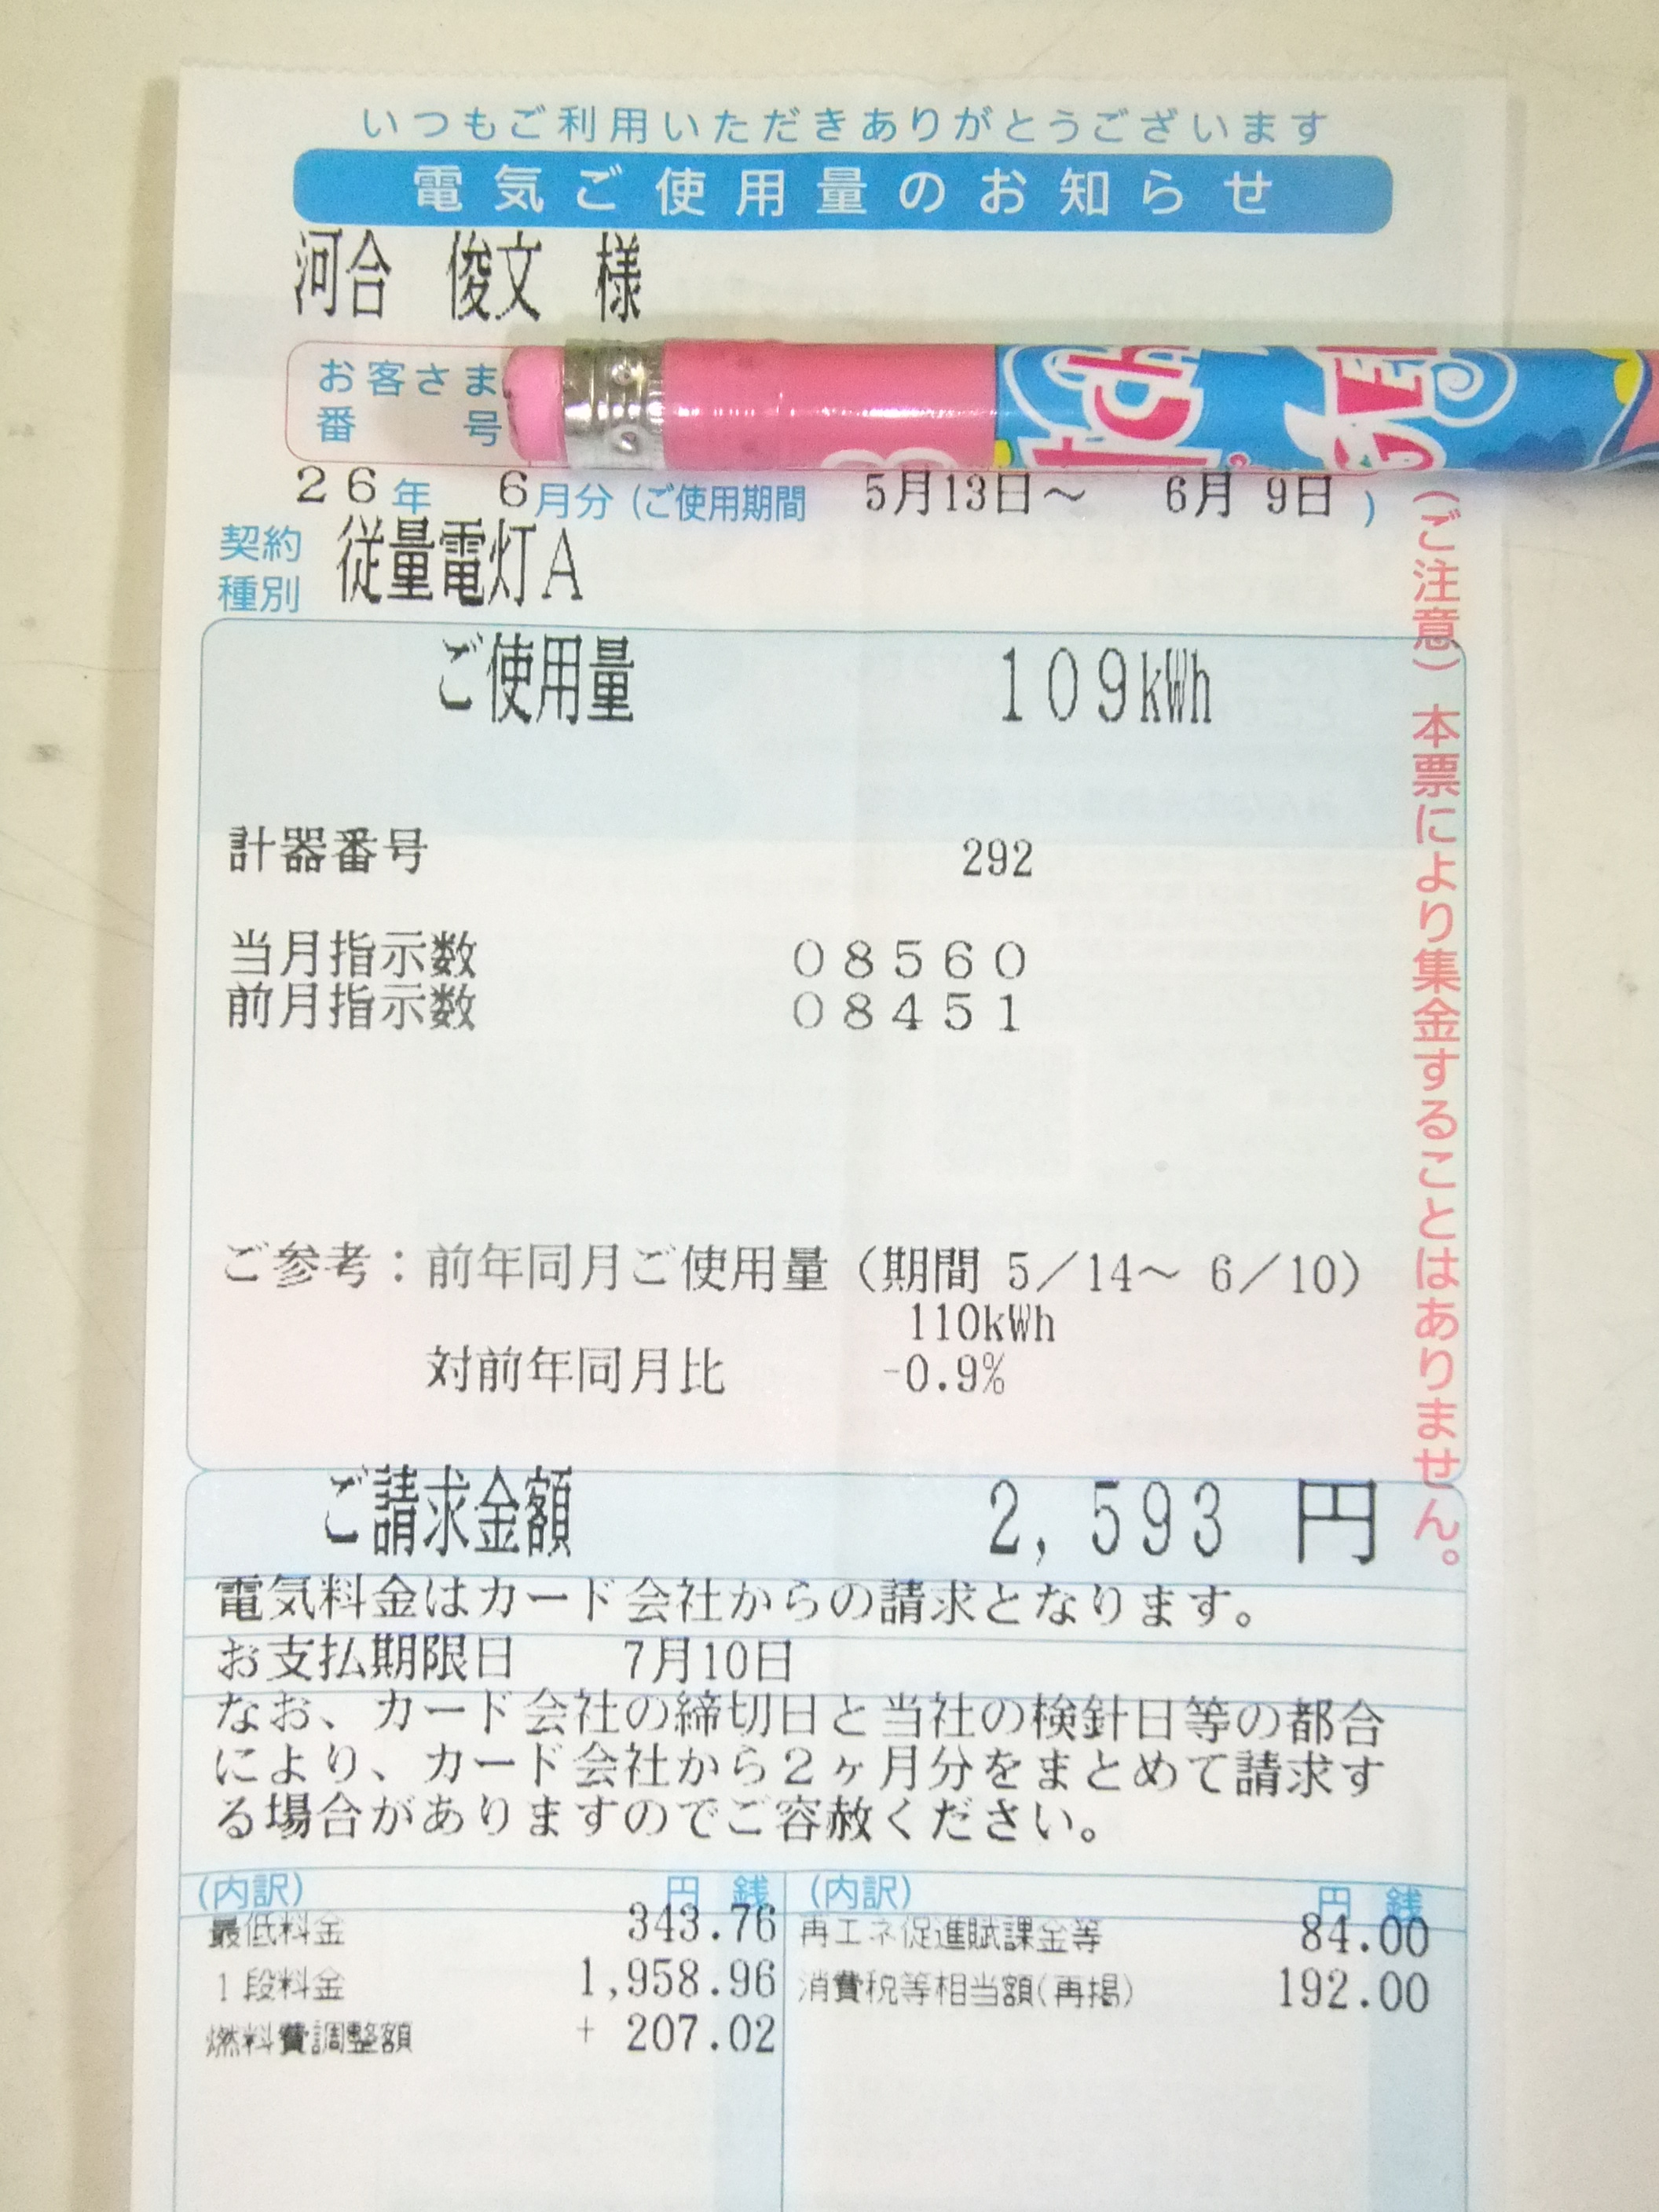 いつもご利用いただきありがとうございます
電気ご使用量のお知らせ
河合 俊文 様
お客さま
番 号
26年 6月分(ご使用期間 5月13日～ 6月 9日)
契約
種別
従量電灯A
ご使用量 109kWh
計器番号 292
当月指示数 08560
前月指示数 08451
ご参考：前年同月ご使用量（期間 5／14～ 6／10）
110kWh
対前年同月比 -0.9%
ご請求金額 2,593 円
電気料金はカード会社からの請求となります。
お支払期限日 7月10日
なお、カード会社の締切日と当社の検針日等の都合
により、カード会社から2ヶ月分をまとめて請求す
る場合がありますのでご容赦ください。
(内訳) 円 銭
最低料金 343.76
1段料金 1,958.96
燃料費調整額 + 207.02
(内訳) 円 銭
再エネ促進賦課金等 84.00
消費税等相当額(再掲) 192.00
(ご注意) 本票により集金することはありません。